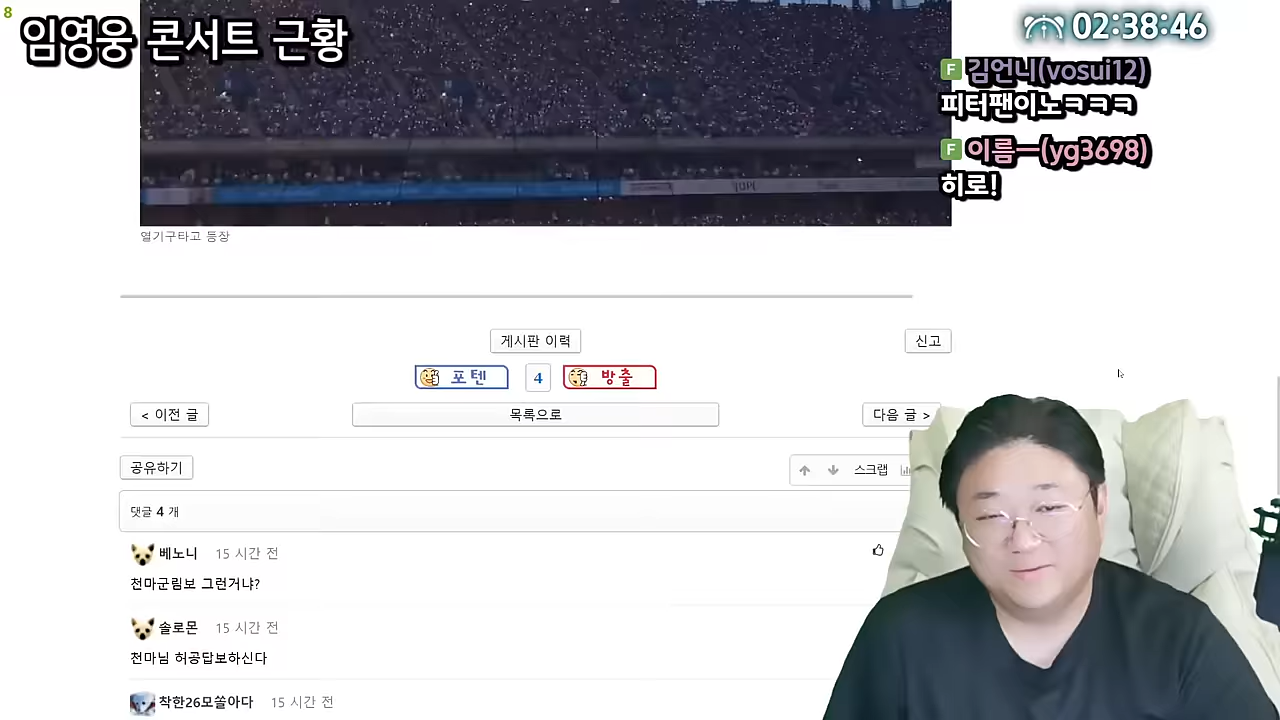 8
임영웅 콘서트 근황
02:38:46
F 김언니(vosui12)
피터팬이노ㅋㅋㅋ
F 이름ㅡ(yg3698)
히로!
열기구타고 등장
게시판 이력
신고
포텐
4
방출
< 이전 글
목록으로
다음 글 >
공유하기
스크랩
댓글 4 개
베노니 15 시간 전
천마군림보 그런거냐?
솔로몬 15 시간 전
천마님 허공답보하신다
착한26모쏠아다 15 시간 전